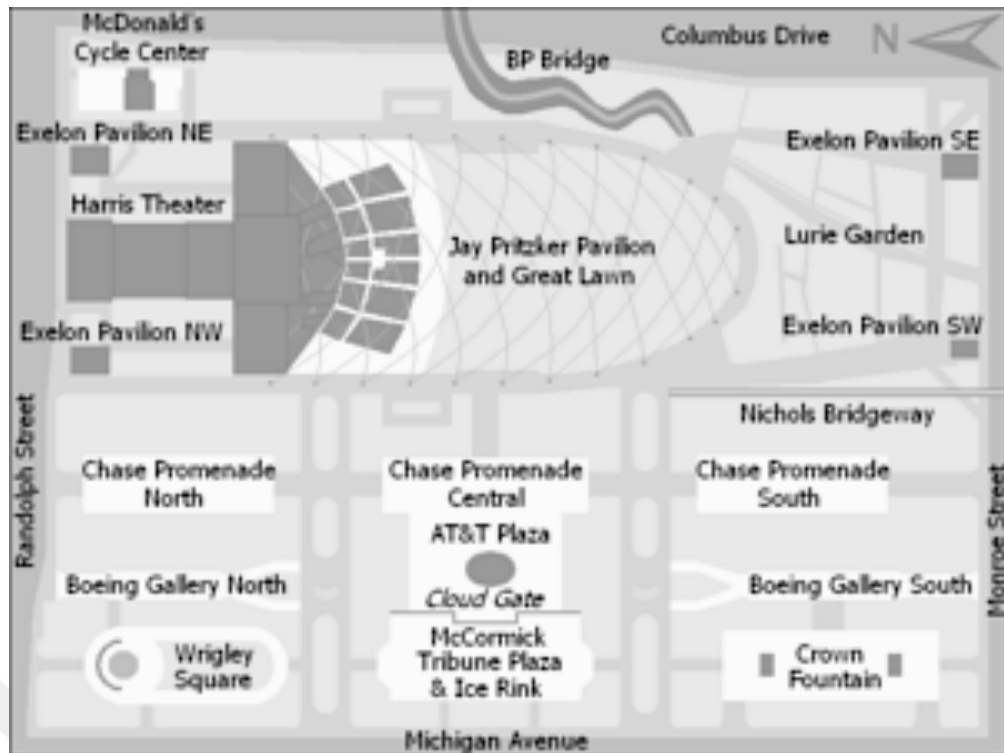 McDonald's
Cycle Center
BP Bridge
Columbus Drive
N
Exelon Pavilion NE
Exelon Pavilion SE
Harris Theater
Jay Pritzker Pavilion
and Great Lawn
Lurie Garden
Exelon Pavilion NW
Exelon Pavilion SW
Nichols Bridgeway
Randolph Street
Chase Promenade
North
Chase Promenade
Central
Chase Promenade
South
Monroe Street
AT&T Plaza
Boeing Gallery North
Cloud Gate
Boeing Gallery South
Wrigley
Square
McCormick
Tribune Plaza
& Ice Rink
Crown
Fountain
Michigan Avenue